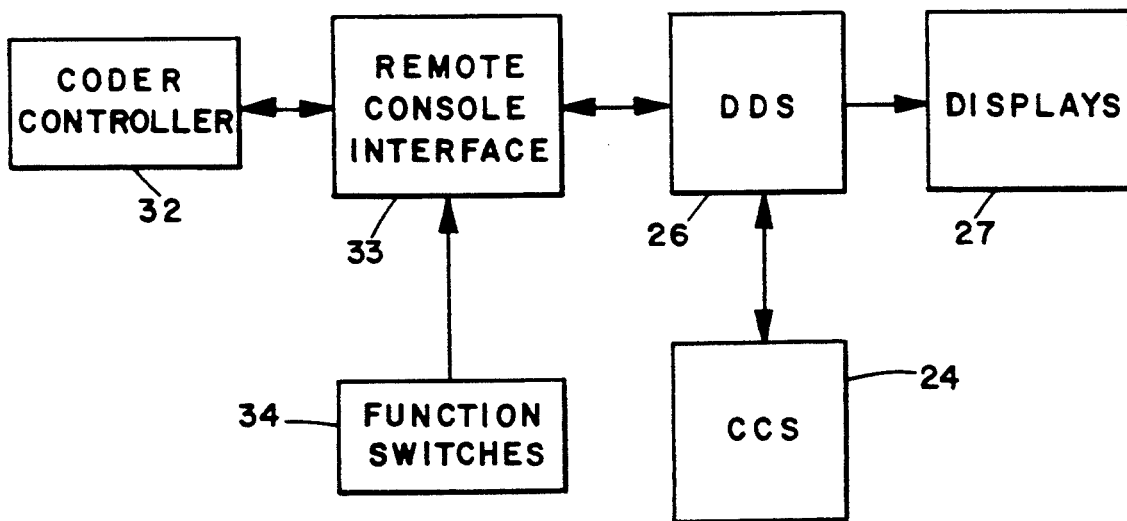 CODER
CONTROLLER
32
REMOTE
CONSOLE
INTERFACE
33
DDS
26
DISPLAYS
27
34
FUNCTION
SWITCHES
CCS
24